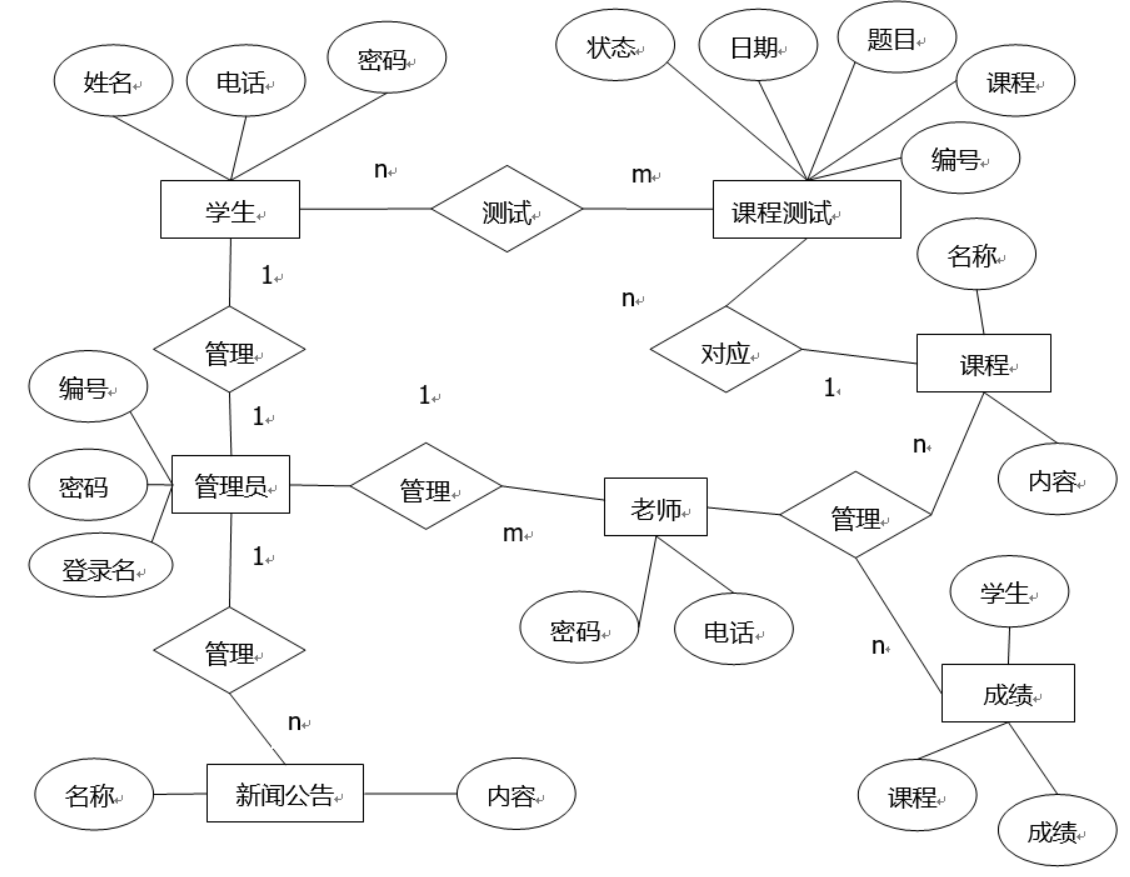 姓名
电话
密码
状态
日期
题目
课程
编号
学生
n
测试
m
课程测试
1
管理
1
n
对应
1
名称
课程
内容
n
编号
密码
登录名
管理员
1
管理
m
老师
密码
电话
管理
n
学生
成绩
课程
成绩
1
管理
n
名称
新闻公告
内容